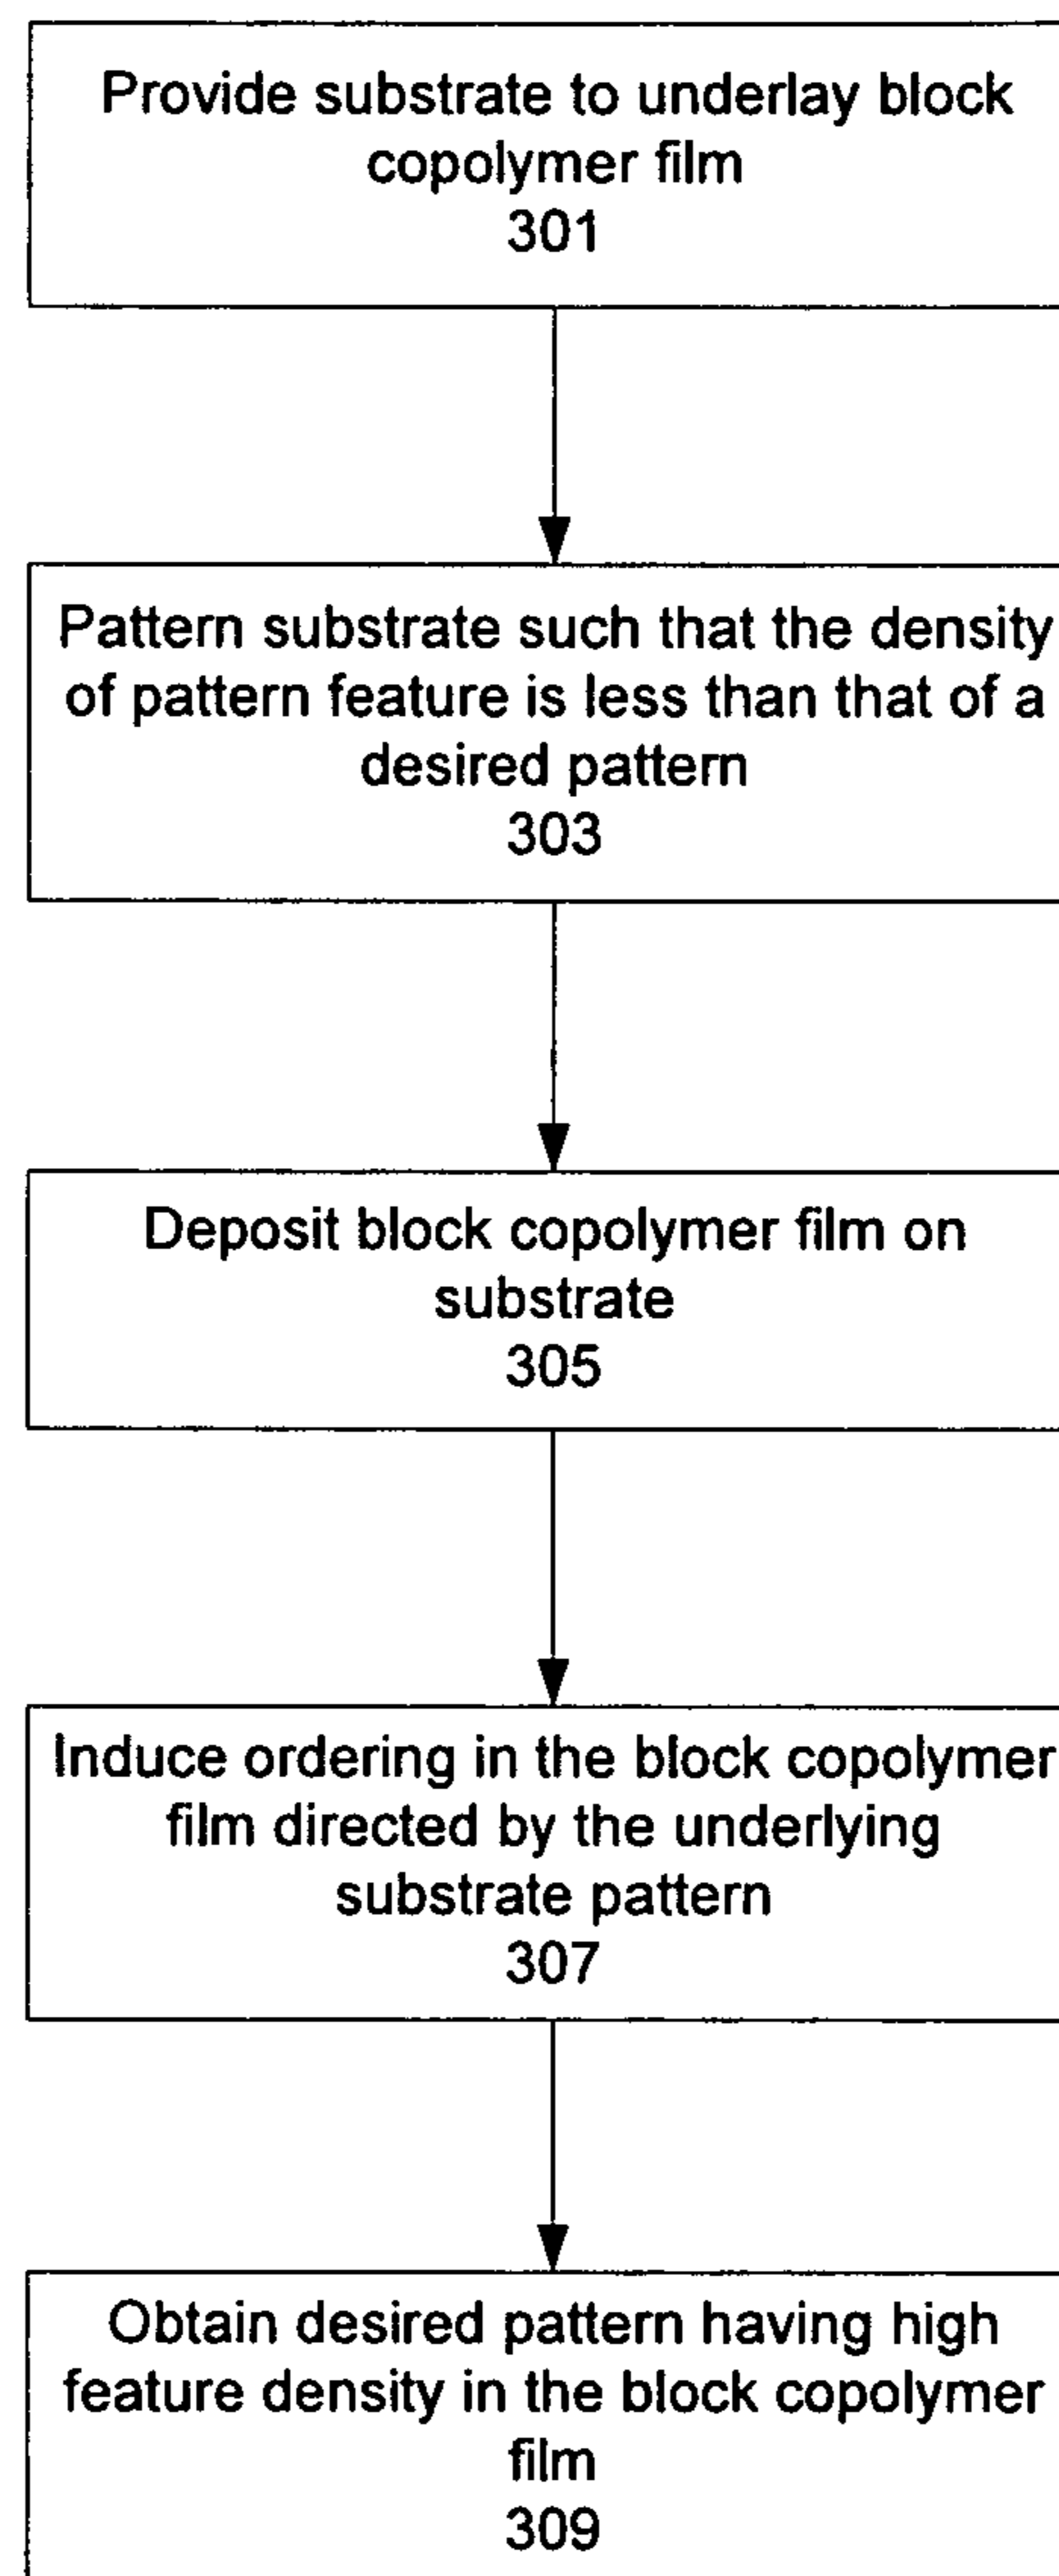 Provide substrate to underlay block
copolymer film
301
Pattern substrate such that the density
of pattern feature is less than that of a
desired pattern
303
Deposit block copolymer film on
substrate
305
Induce ordering in the block copolymer
film directed by the underlying
substrate pattern
307
Obtain desired pattern having high
feature density in the block copolymer
film
309